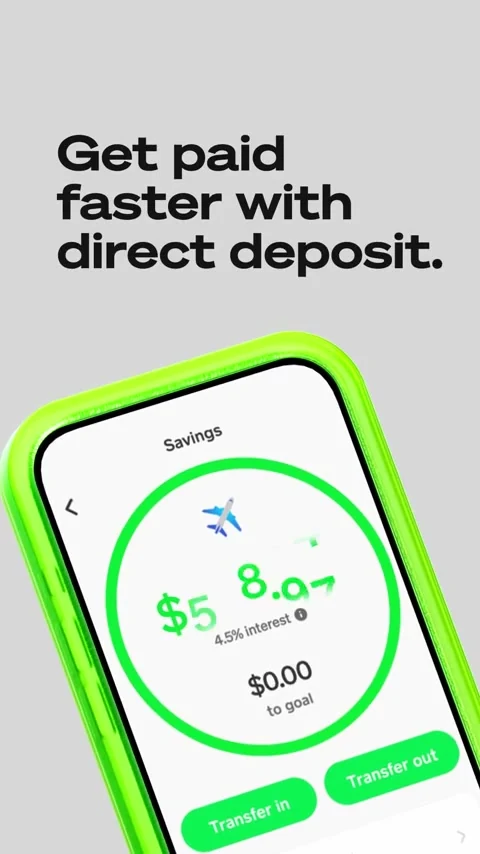 Get paid
faster with
direct deposit.
Savings
4.5% interest
$0.00
to goal
Transfer in
Transfer out